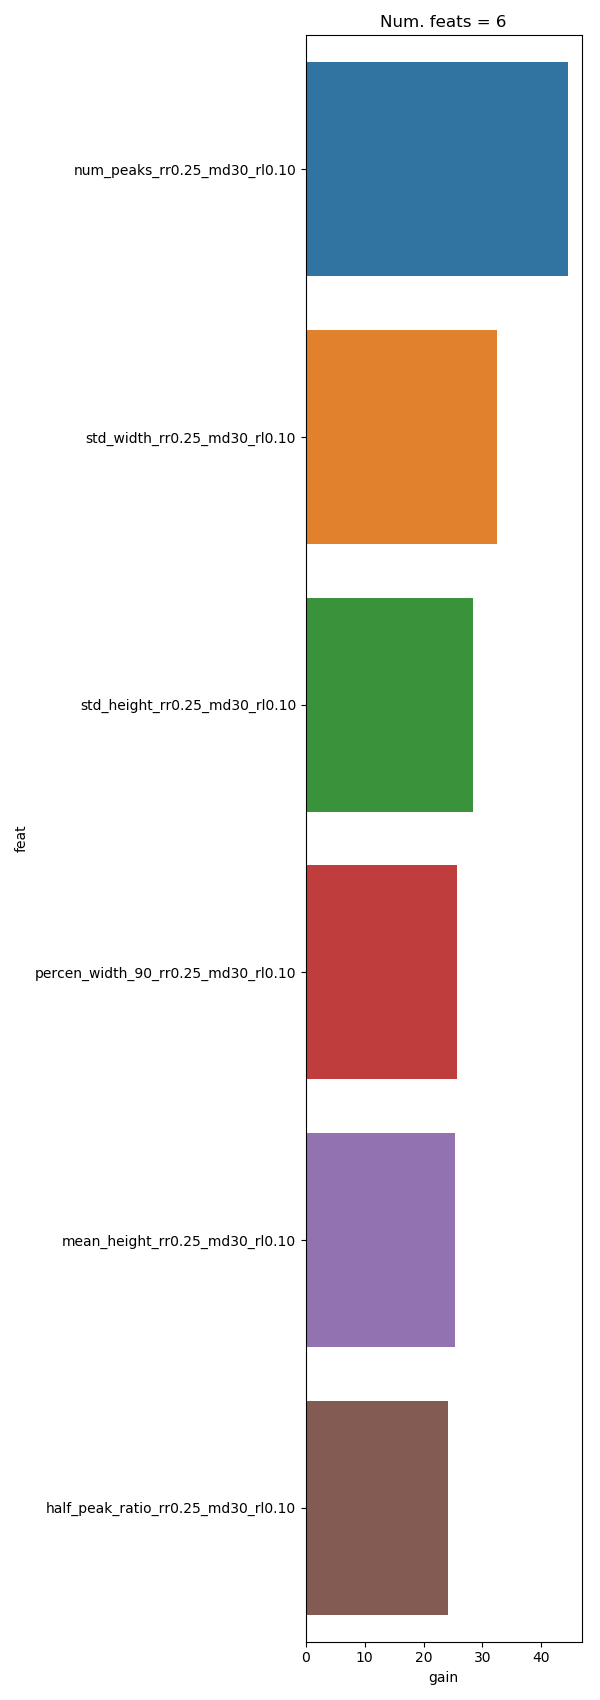 Num. feats = 6
num_peaks_rr0.25_md30_rl0.10
std_width_rr0.25_md30_rl0.10
std_height_rr0.25_md30_rl0.10
feat
percen_width_90_rr0.25_md30_rl0.10
mean_height_rr0.25_md30_rl0.10
half_peak_ratio_rr0.25_md30_rl0.10
0 10 20 30 40
gain